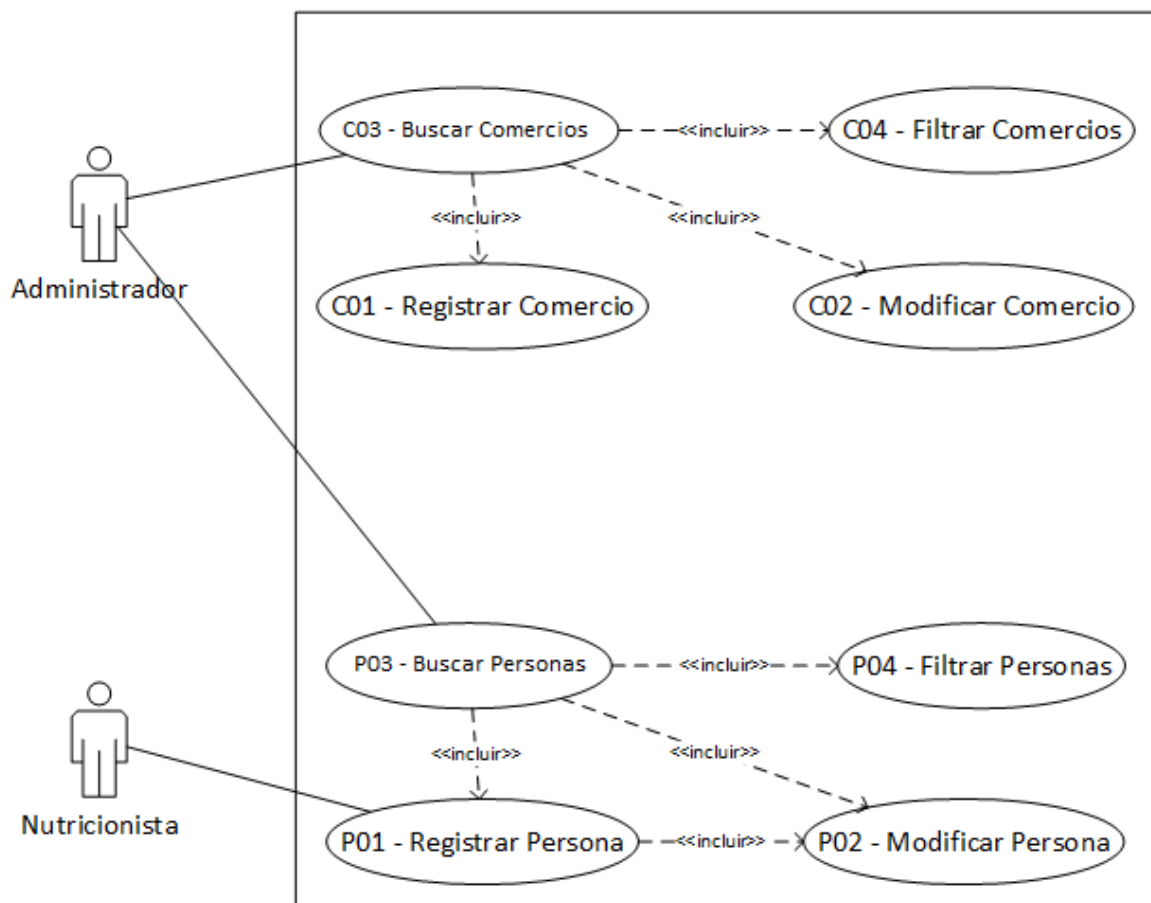 C03 - Buscar Comercios
<<incluir>>
C04 - Filtrar Comercios
<<incluir>>
<<incluir>>
Administrador
C01 - Registrar Comercio
C02 - Modificar Comercio
P03 - Buscar Personas
<<incluir>>
P04 - Filtrar Personas
<<incluir>>
<<incluir>>
Nutricionista
P01 - Registrar Persona
<<incluir>>
P02 - Modificar Persona